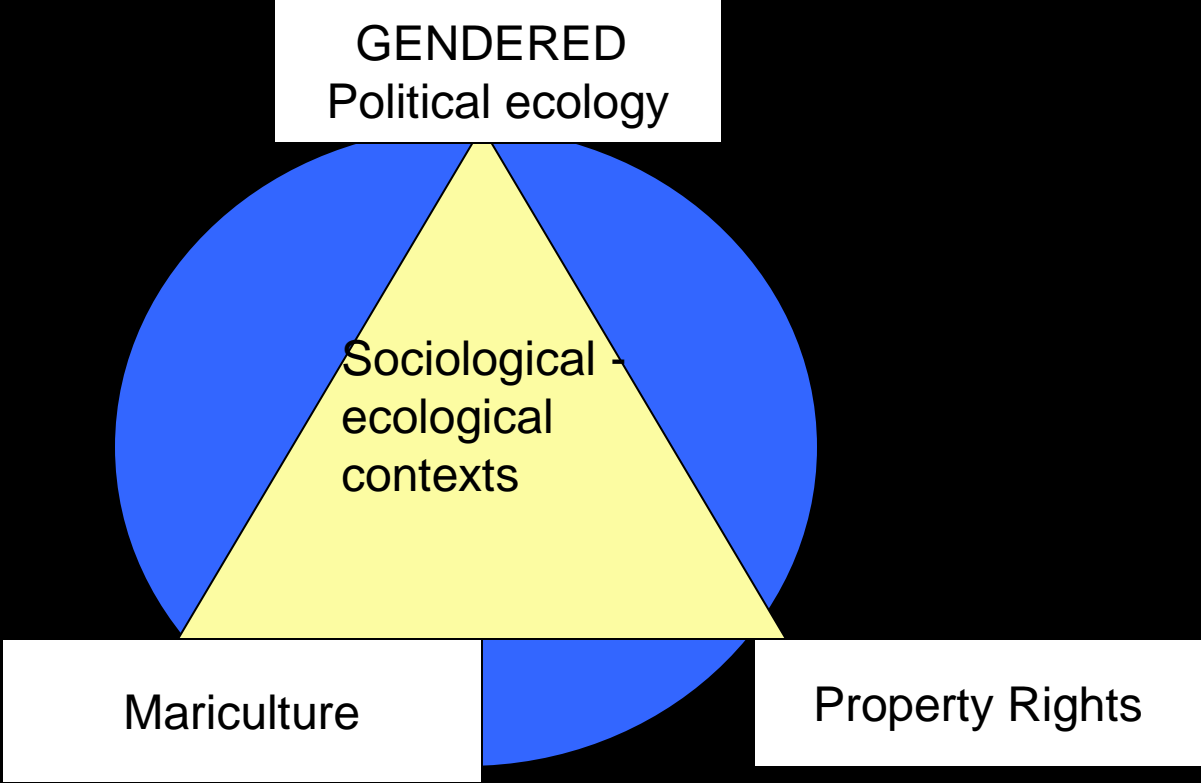 GENDERED
Political ecology
Sociological -
ecological
contexts
Mariculture
Property Rights